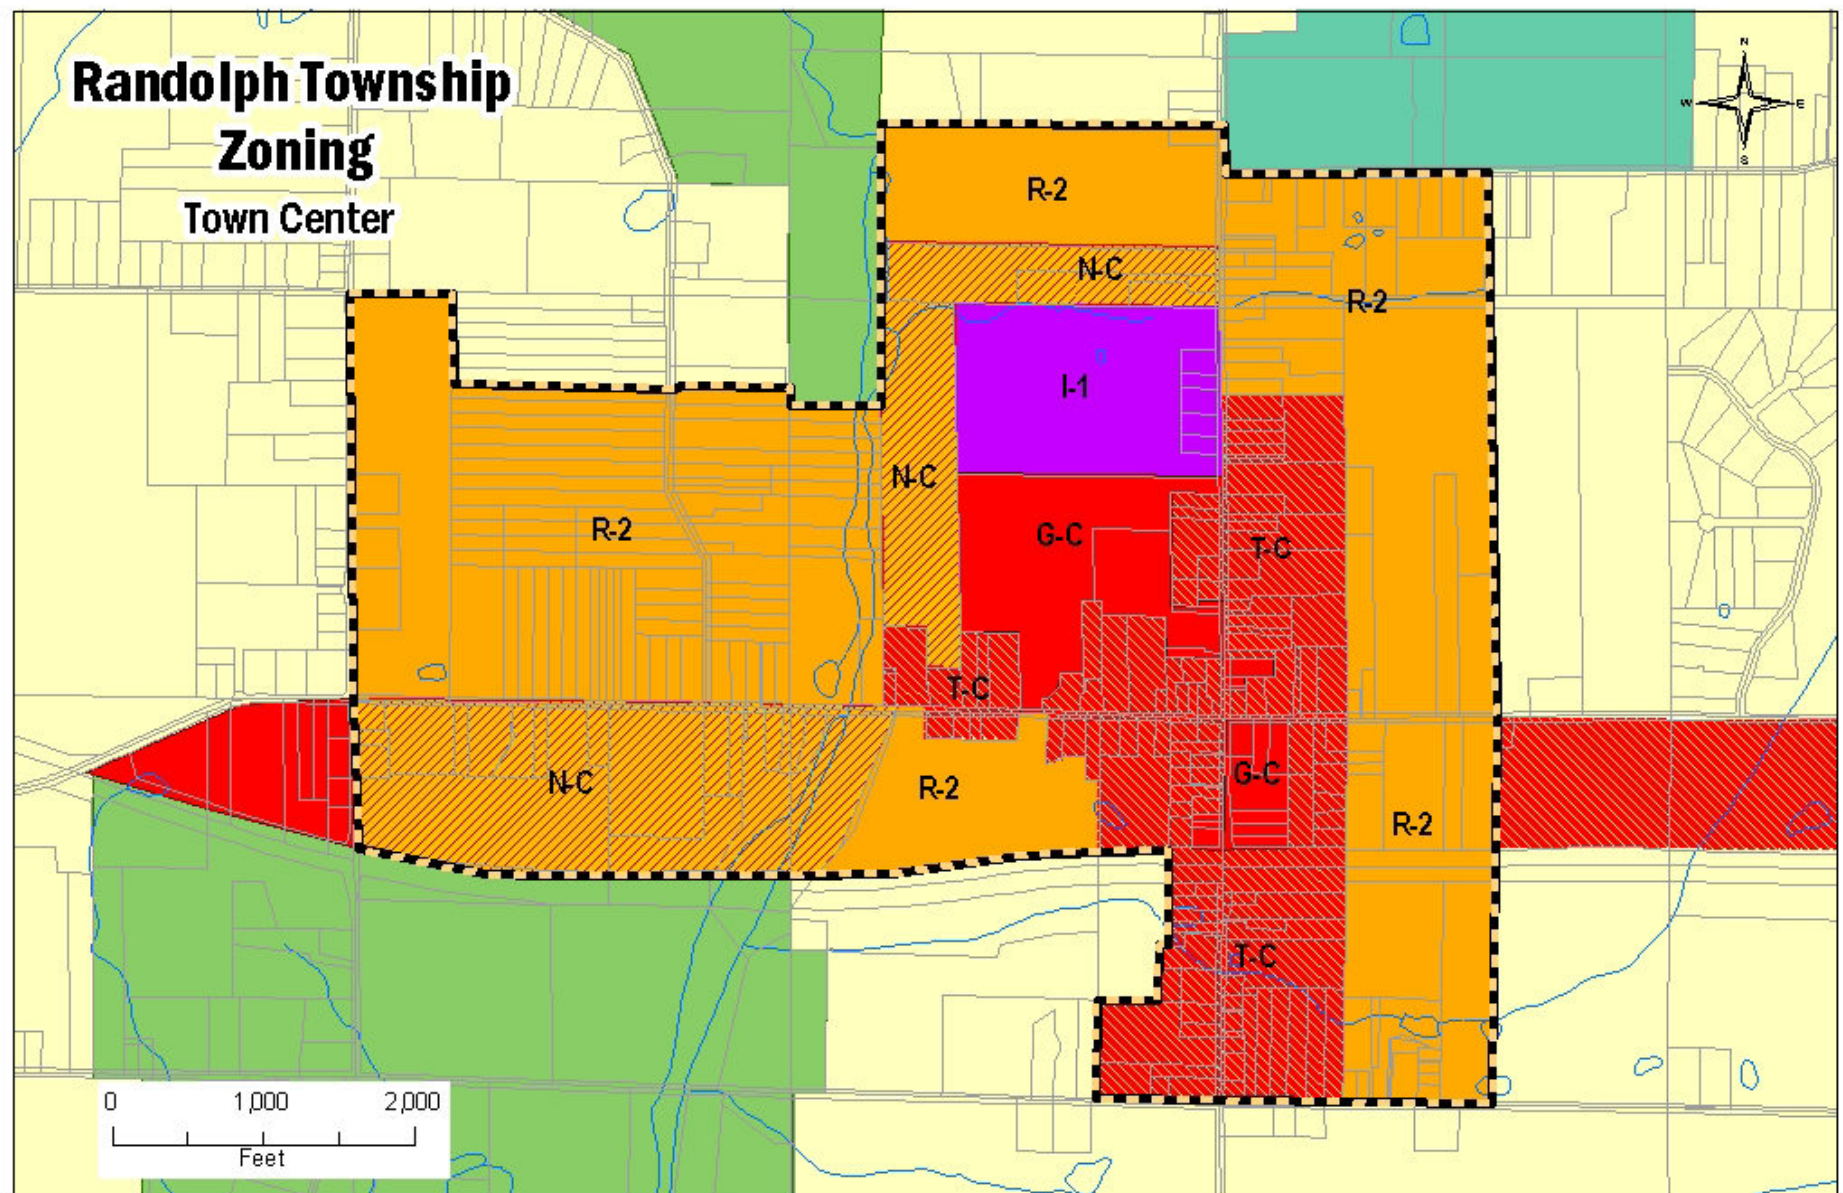 Randolph Township
Zoning
Town Center
N
W E
S
R-2
R-2
N-C
I-1
N-C
R-2
G-C
T-C
T-C
N-C
R-2
G-C
R-2
T-C
0 1,000 2,000
Feet